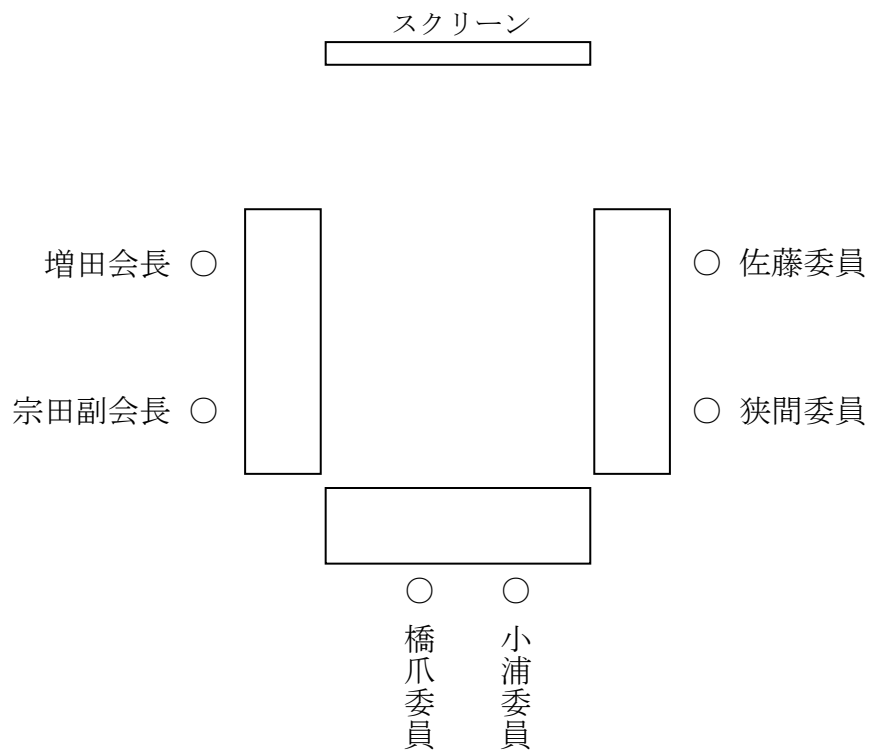 スクリーン
増田会長 ○
○ 佐藤委員
宗田副会長 ○
○ 狭間委員
○ ○
橋爪委員
小浦委員